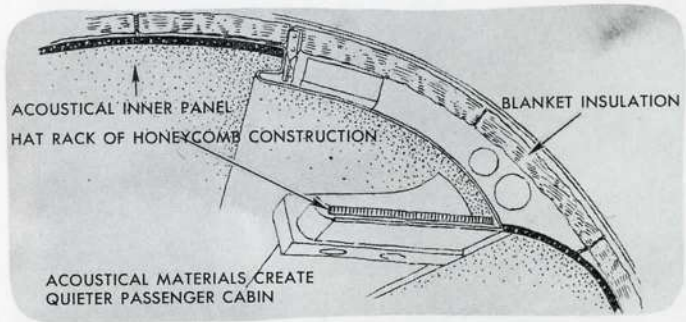 ACOUSTICAL INNER PANEL
HAT RACK OF HONEYCOMB CONSTRUCTION
BLANKET INSULATION
ACOUSTICAL MATERIALS CREATE
QUIETER PASSENGER CABIN